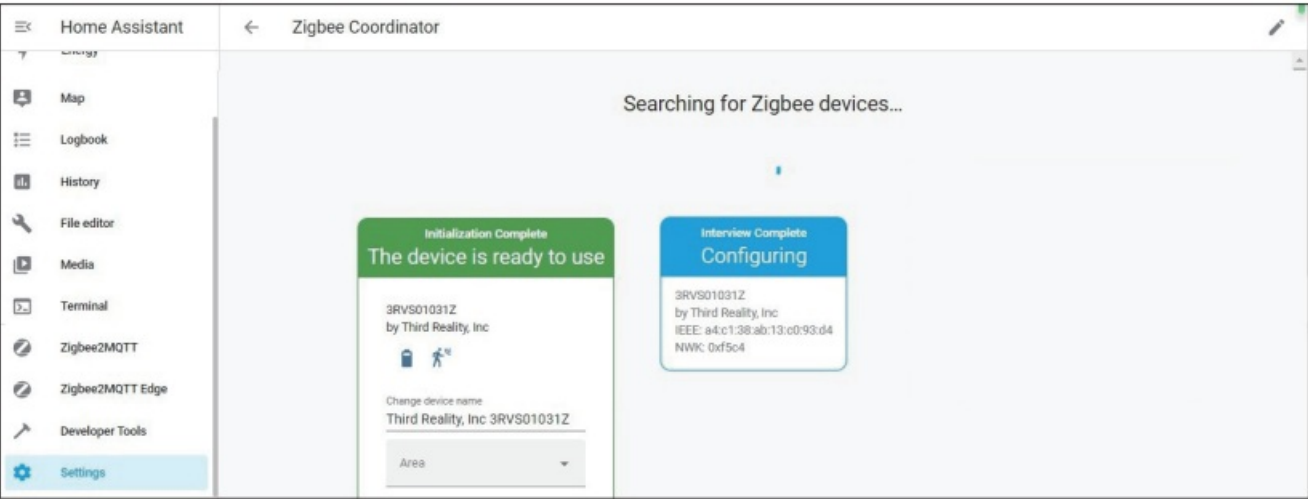 Home Assistant
Zigbee Coordinator
Energy
Map
Logbook
History
File editor
Media
Terminal
Zigbee2MQTT
Zigbee2MQTT Edge
Developer Tools
Settings
Searching for Zigbee devices...
Initialization Complete
The device is ready to use
3RVS01031Z
by Third Reality, Inc
Change device name
Third Reality, Inc 3RVS01031Z
Area
Interview Complete
Configuring
3RVS01031Z
by Third Reality, Inc
IEEE: a4:c1:38:ab:13:c0:93:d4
NWK: 0xf5c4